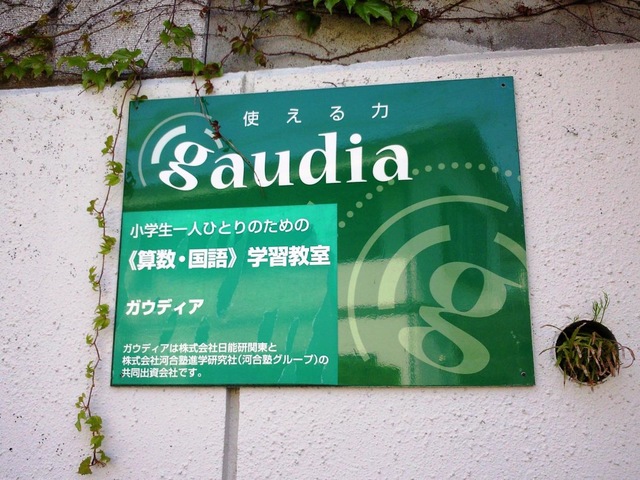 使える力
gaudia
小学生一人ひとりのための
《算数・国語》学習教室
ガウディア
ガウディアは株式会社日能研関東と
株式会社河合塾進学研究社(河合塾グループ)の
共同出資会社です。
g